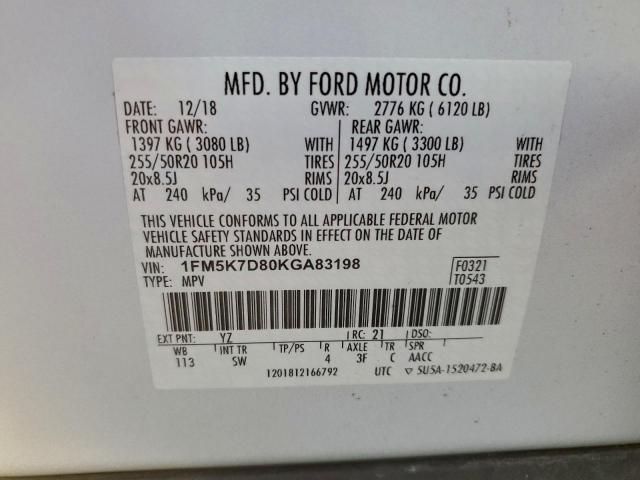 MFD. BY FORD MOTOR CO.
DATE: 12/18 GVWR: 2776 KG ( 6120 LB)
FRONT GAWR: REAR GAWR:
1397 KG ( 3080 LB) WITH 1497 KG ( 3300 LB) WITH
255/50R20 105H TIRES 255/50R20 105H TIRES
20x8.5J RIMS 20x8.5J RIMS
AT 240 kPa/ 35 PSI COLD AT 240 kPa/ 35 PSI COLD
THIS VEHICLE CONFORMS TO ALL APPLICABLE FEDERAL MOTOR
VEHICLE SAFETY STANDARDS IN EFFECT ON THE DATE OF
MANUFACTURE SHOWN ABOVE.
VIN: 1FM5K7D80KGA83198 F0321
TYPE: MPV T0543
EXT PNT: YZ RC: 21 DSO:
WB INT TR TP/PS R AXLE TR SPR
113 SW 4 3F C AACC
1201812166792 UTC ▽ 5U5A-1520472-BA